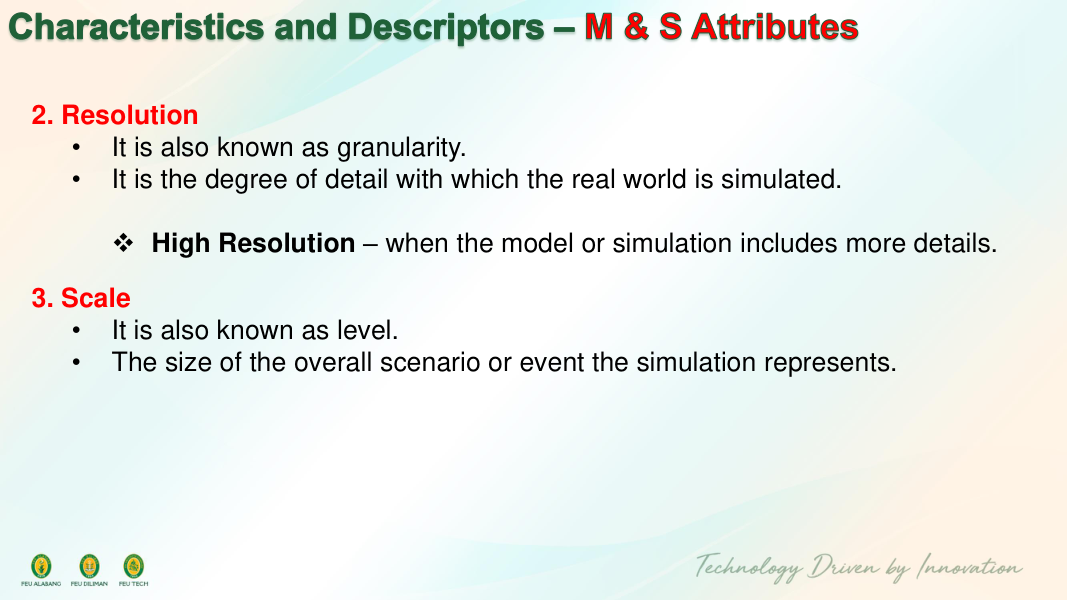 Characteristics and Descriptors – M & S Attributes
2. Resolution
• It is also known as granularity.
• It is the degree of detail with which the real world is simulated.
❖ High Resolution – when the model or simulation includes more details.
3. Scale
• It is also known as level.
• The size of the overall scenario or event the simulation represents.
FEU ALABANG FEU DILIMAN FEU TECH
Technology Driven by Innovation